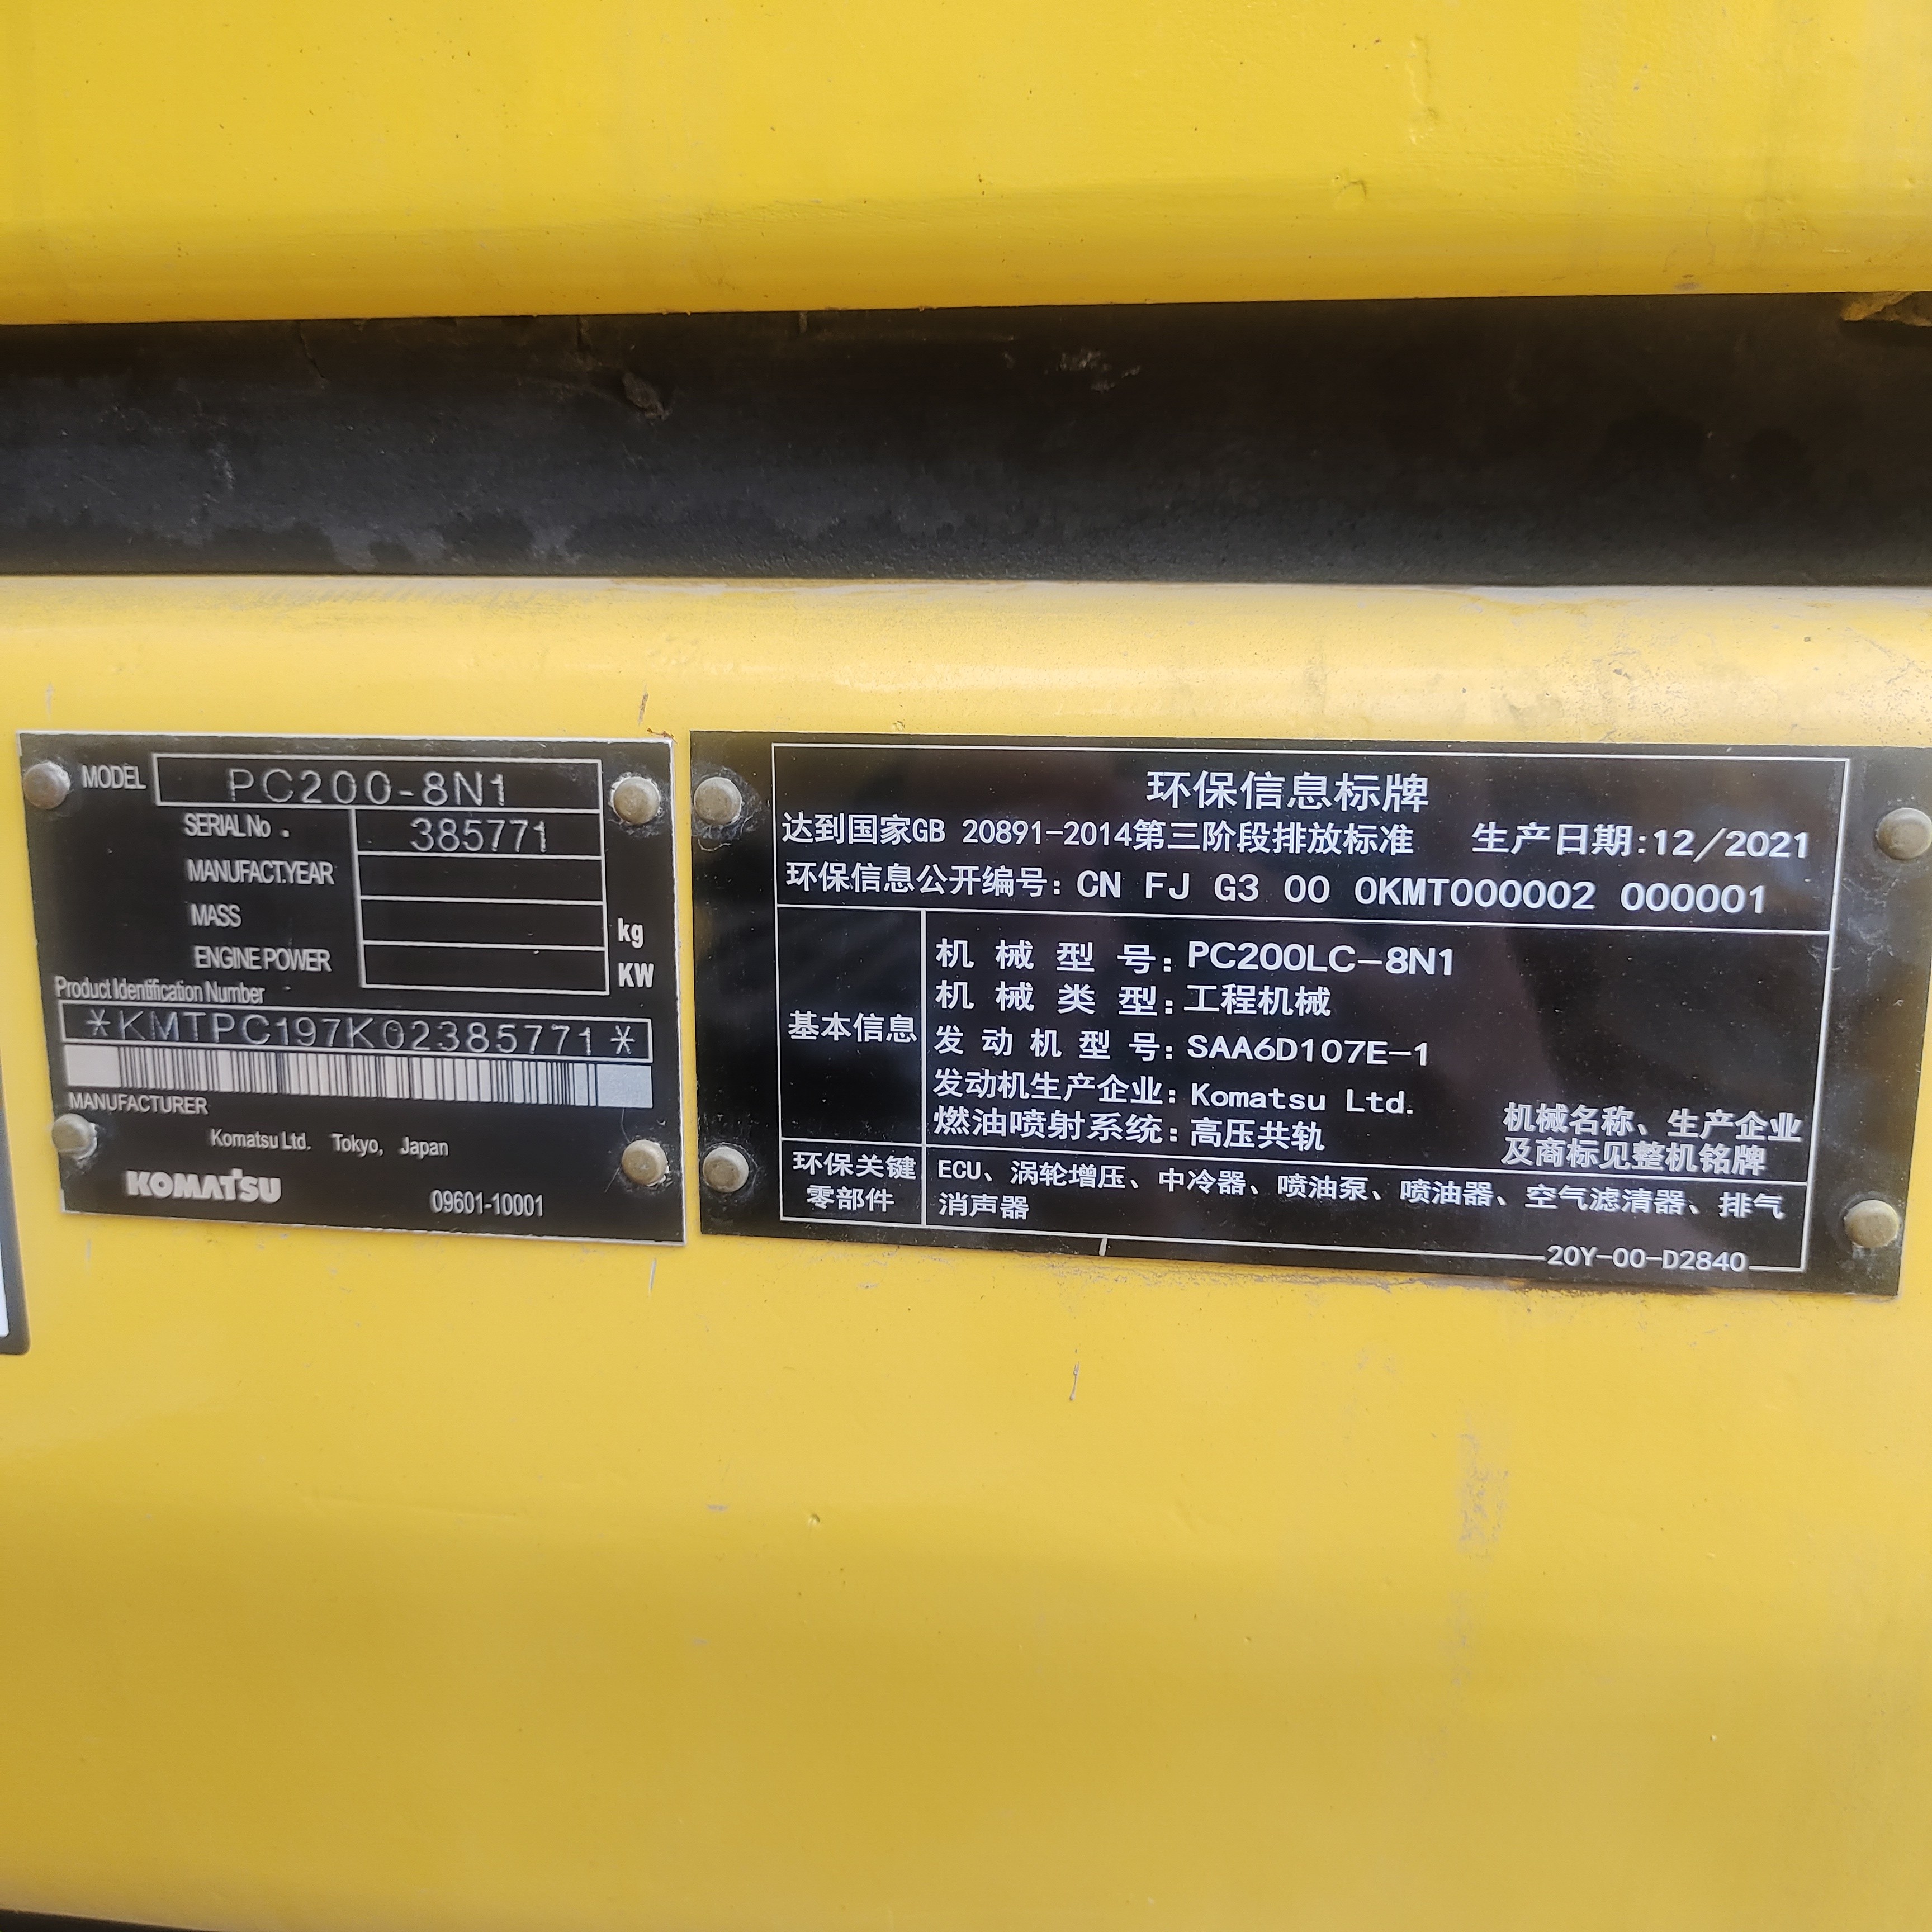 MODEL PC200-8N1
SERIAL No . 385771
MANUFACT.YEAR
MASS kg
ENGINE POWER KW
Product Identification Number
*KMTPC197K02385771*
MANUFACTURER
Komatsu Ltd. Tokyo, Japan
KOMATSU
09601-10001
环保信息标牌
达到国家GB 20891-2014第三阶段排放标准 生产日期:12/2021
环保信息公开编号: CN FJ G3 00 0KMT000002 000001
基本信息
机 械 型 号: PC200LC-8N1
机 械 类 型: 工程机械
发 动 机 型 号: SAA6D107E-1
发动机生产企业: Komatsu Ltd.
燃油喷射系统: 高压共轨
机械名称、生产企业
及商标见整机铭牌
环保关键
零部件
ECU、涡轮增压、中冷器、喷油泵、喷油器、空气滤清器、排气
消声器
20Y-00-D2840